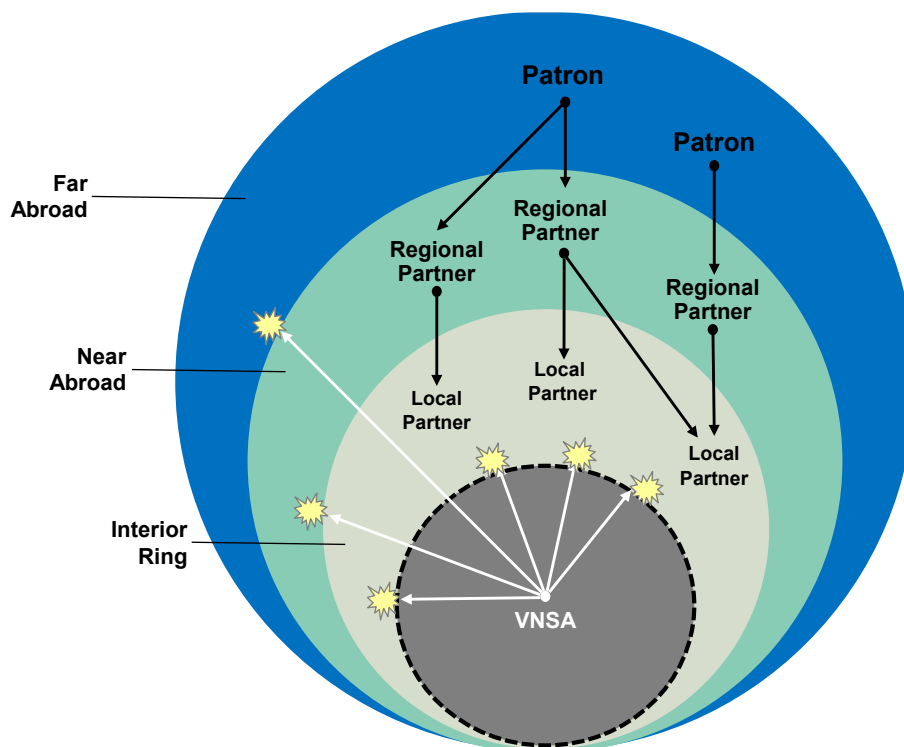 Patron
Patron
Far
Abroad
Regional
Partner
Regional
Partner
Regional
Partner
Near
Abroad
Local
Partner
Local
Partner
Local
Partner
Interior
Ring
VNSA